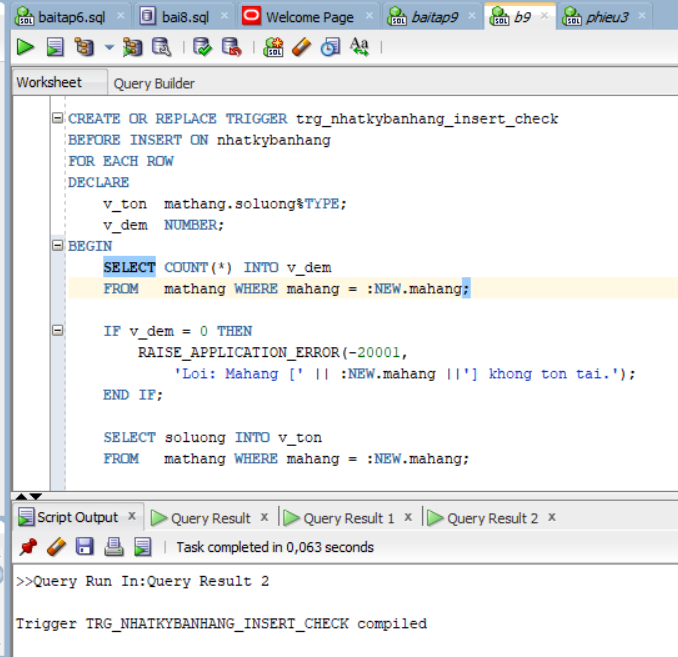 baitap6.sql × bai8.sql × Welcome Page × baitap9 × b9 × phieu3 ×
Worksheet Query Builder
CREATE OR REPLACE TRIGGER trg_nhatkybanhang_insert_check
BEFORE INSERT ON nhatkybanhang
FOR EACH ROW
DECLARE
v_ton mathang.soluong%TYPE;
v_dem NUMBER;
BEGIN
SELECT COUNT(*) INTO v_dem
FROM mathang WHERE mahang = :NEW.mahang;
IF v_dem = 0 THEN
RAISE_APPLICATION_ERROR(-20001,
'Loi: Mahang [' || :NEW.mahang ||'] khong ton tai.');
END IF;
SELECT soluong INTO v_ton
FROM mathang WHERE mahang = :NEW.mahang;
Script Output × Query Result × Query Result 1 × Query Result 2 ×
Task completed in 0,063 seconds
>>Query Run In:Query Result 2
Trigger TRG_NHATKYBANHANG_INSERT_CHECK compiled